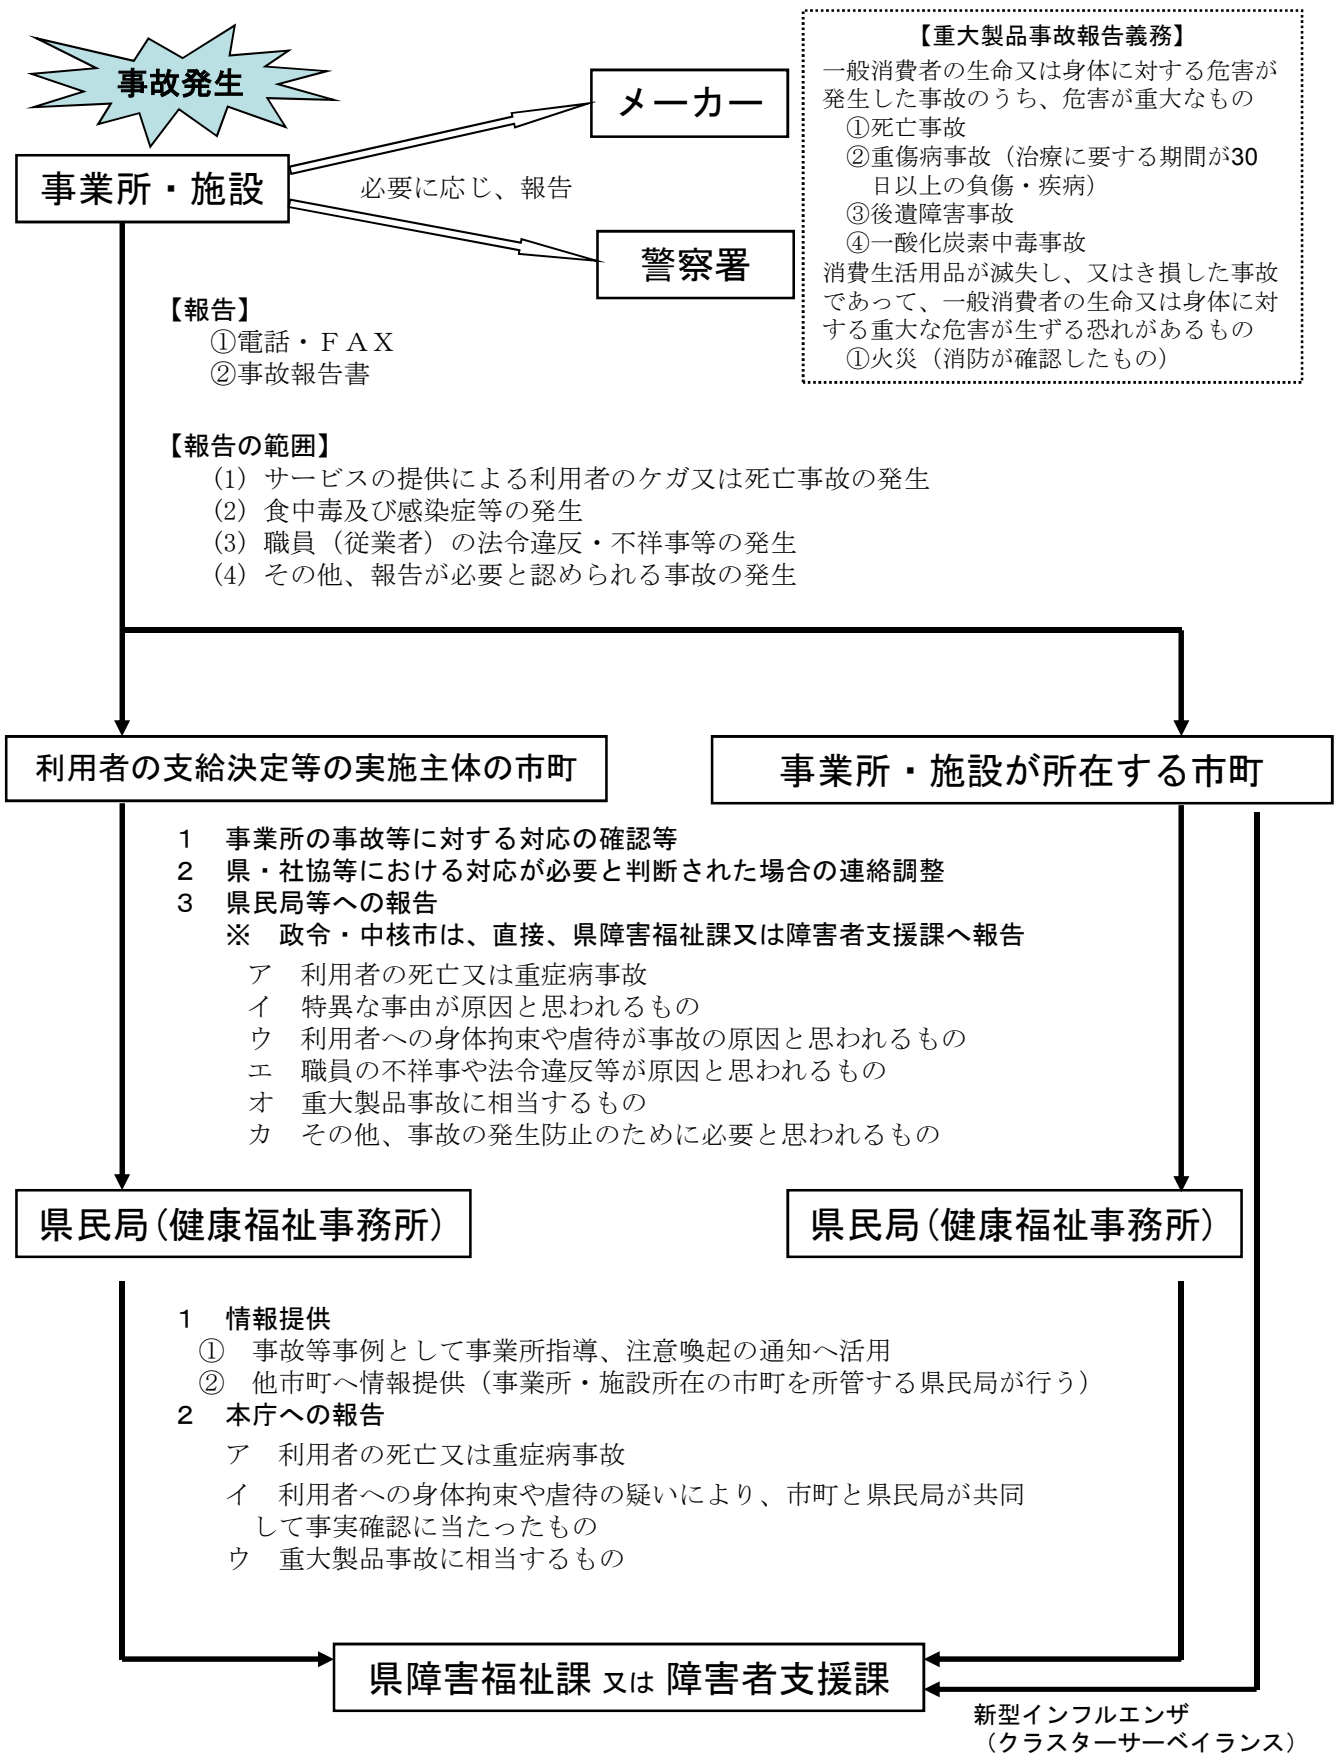 事故発生
事業所・施設
メーカー
必要に応じ、報告
警察署
【重大製品事故報告義務】
一般消費者の生命又は身体に対する危害が
発生した事故のうち、危害が重大なもの
①死亡事故
②重傷病事故（治療に要する期間が30
日以上の負傷・疾病）
③後遺障害事故
④一酸化炭素中毒事故
消費生活用品が滅失し、又はき損した事故
であって、一般消費者の生命又は身体に対
する重大な危害が生ずる恐れがあるもの
①火災（消防が確認したもの）
【報告】
①電話・ＦＡＸ
②事故報告書
【報告の範囲】
(1) サービスの提供による利用者のケガ又は死亡事故の発生
(2) 食中毒及び感染症等の発生
(3) 職員（従業者）の法令違反・不祥事等の発生
(4) その他、報告が必要と認められる事故の発生
利用者の支給決定等の実施主体の市町
事業所・施設が所在する市町
１　事業所の事故等に対する対応の確認等
２　県・社協等における対応が必要と判断された場合の連絡調整
３　県民局等への報告
※　政令・中核市は、直接、県障害福祉課又は障害者支援課へ報告
ア　利用者の死亡又は重症病事故
イ　特異な事由が原因と思われるもの
ウ　利用者への身体拘束や虐待が事故の原因と思われるもの
エ　職員の不祥事や法令違反等が原因と思われるもの
オ　重大製品事故に相当するもの
カ　その他、事故の発生防止のために必要と思われるもの
県民局(健康福祉事務所)
県民局(健康福祉事務所)
１　情報提供
①　事故等事例として事業所指導、注意喚起の通知へ活用
②　他市町へ情報提供（事業所・施設所在の市町を所管する県民局が行う）
２　本庁への報告
ア　利用者の死亡又は重症病事故
イ　利用者への身体拘束や虐待の疑いにより、市町と県民局が共同
して事実確認に当たったもの
ウ　重大製品事故に相当するもの
県障害福祉課 又は 障害者支援課
新型インフルエンザ
（クラスターサーベイランス）